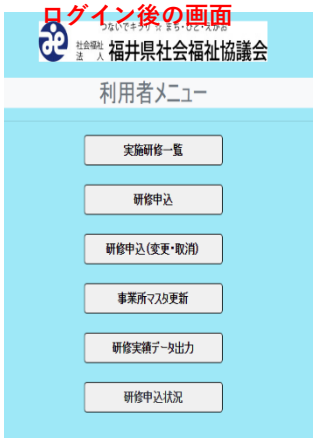 ログイン後の画面
つないでキラリ☆まち・ひと・えがお
社会福祉法人 福井県社会福祉協議会
利用者メニュー
実施研修一覧
研修申込
研修申込(変更・取消)
事業所マスタ更新
研修実績データ出力
研修申込状況